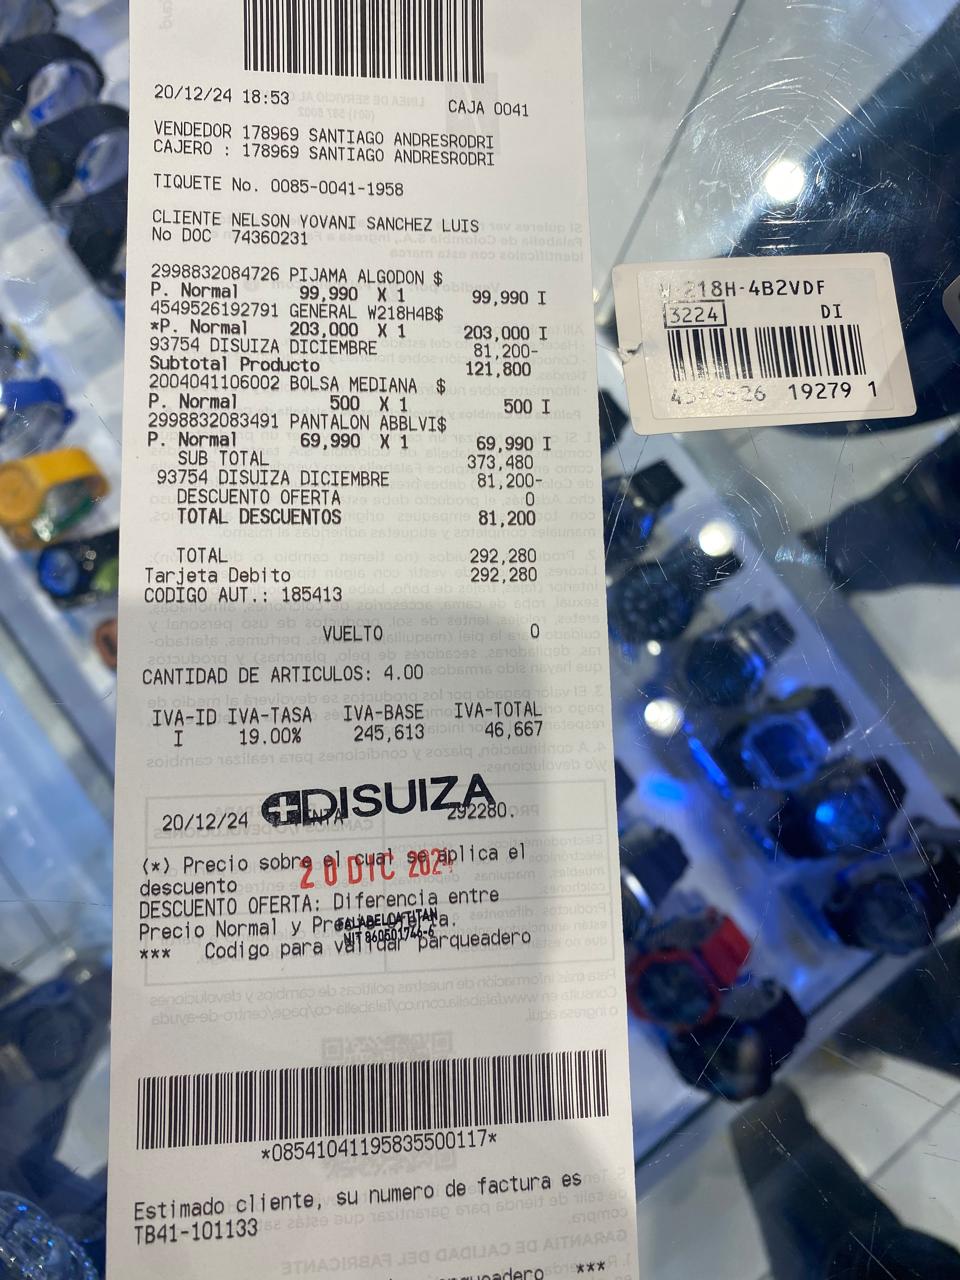 20/12/24 18:53 CAJA 0041
VENDEDOR 178969 SANTIAGO ANDRESRODRI
CAJERO : 178969 SANTIAGO ANDRESRODRI
TIQUETE No. 0085-0041-1958
CLIENTE NELSON YOVANI SANCHEZ LUIS
No DOC 74360231
2998832084726 PIJAMA ALGODON $
P. Normal 99,990 X 1 99,990 I
4549526192791 GENERAL W218H4B$
*P. Normal 203,000 X 1 203,000 I
93754 DISUIZA DICIEMBRE 81,200-
Subtotal Producto 121,800
2004041106002 BOLSA MEDIANA $
P. Normal 500 X 1 500 I
2998832083491 PANTALON ABBLVI$
P. Normal 69,990 X 1 69,990 I
SUB TOTAL 373,480
93754 DISUIZA DICIEMBRE 81,200-
DESCUENTO OFERTA 0
TOTAL DESCUENTOS 81,200
TOTAL 292,280
Tarjeta Debito 292,280
CODIGO AUT.: 185413
VUELTO 0
CANTIDAD DE ARTICULOS: 4.00
IVA-ID IVA-TASA IVA-BASE IVA-TOTAL
I 19.00% 245,613 46,667
DISUIZA
20/12/24 VENTA 292280.
(*) Precio sobre el cual se aplica el
descuento
20 DIC 2024
DESCUENTO OFERTA: Diferencia entre
Precio Normal y Precio Oferta.
FALABELLA TITAN
NIT 860501746-6
*** Codigo para validar parqueadero
*08541041195835500117*
Estimado cliente, su numero de factura es
TB41-101133
***
218H-4B2VDF
3224 DI
19279 1